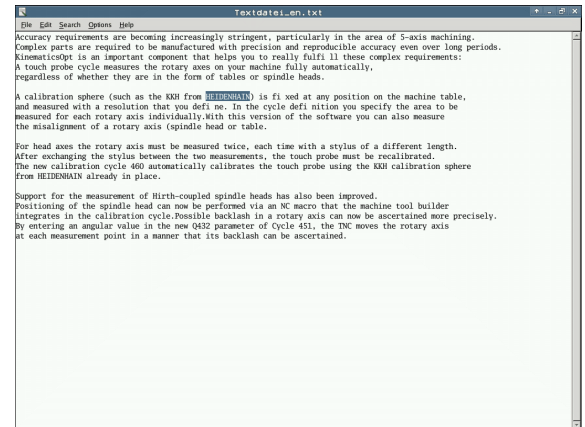 Textdatei_en.txt
File Edit Search Options Help
Accuracy requirements are becoming increasingly stringent, particularly in the area of 5-axis machining.
Complex parts are required to be manufactured with precision and reproducible accuracy even over long periods.
KinematicsOpt is an important component that helps you to really fulfi ll these complex requirements:
A touch probe cycle measures the rotary axes on your machine fully automatically,
regardless of whether they are in the form of tables or spindle heads.
A calibration sphere (such as the KKH from HEIDENHAIN) is fi xed at any position on the machine table,
and measured with a resolution that you defi ne. In the cycle defi nition you specify the area to be
measured for each rotary axis individually.With this version of the software you can also measure
the misalignment of a rotary axis (spindle head or table.
For head axes the rotary axis must be measured twice, each time with a stylus of a different length.
After exchanging the stylus between the two measurements, the touch probe must be recalibrated.
The new calibration cycle 460 automatically calibrates the touch probe using the KKH calibration sphere
from HEIDENHAIN already in place.
Support for the measurement of Hirth-coupled spindle heads has also been improved.
Positioning of the spindle head can now be performed via an NC macro that the machine tool builder
integrates in the calibration cycle.Possible backlash in a rotary axis can now be ascertained more precisely.
By entering an angular value in the new Q432 parameter of Cycle 451, the TNC moves the rotary axis
at each measurement point in a manner that its backlash can be ascertained.